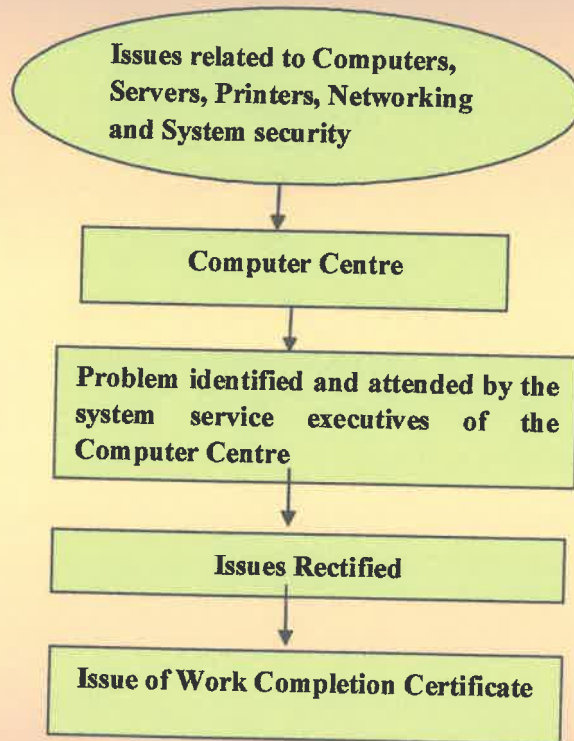 Issues related to Computers,
Servers, Printers, Networking
and System security
Computer Centre
Problem identified and attended by the
system service executives of the
Computer Centre
Issues Rectified
Issue of Work Completion Certificate